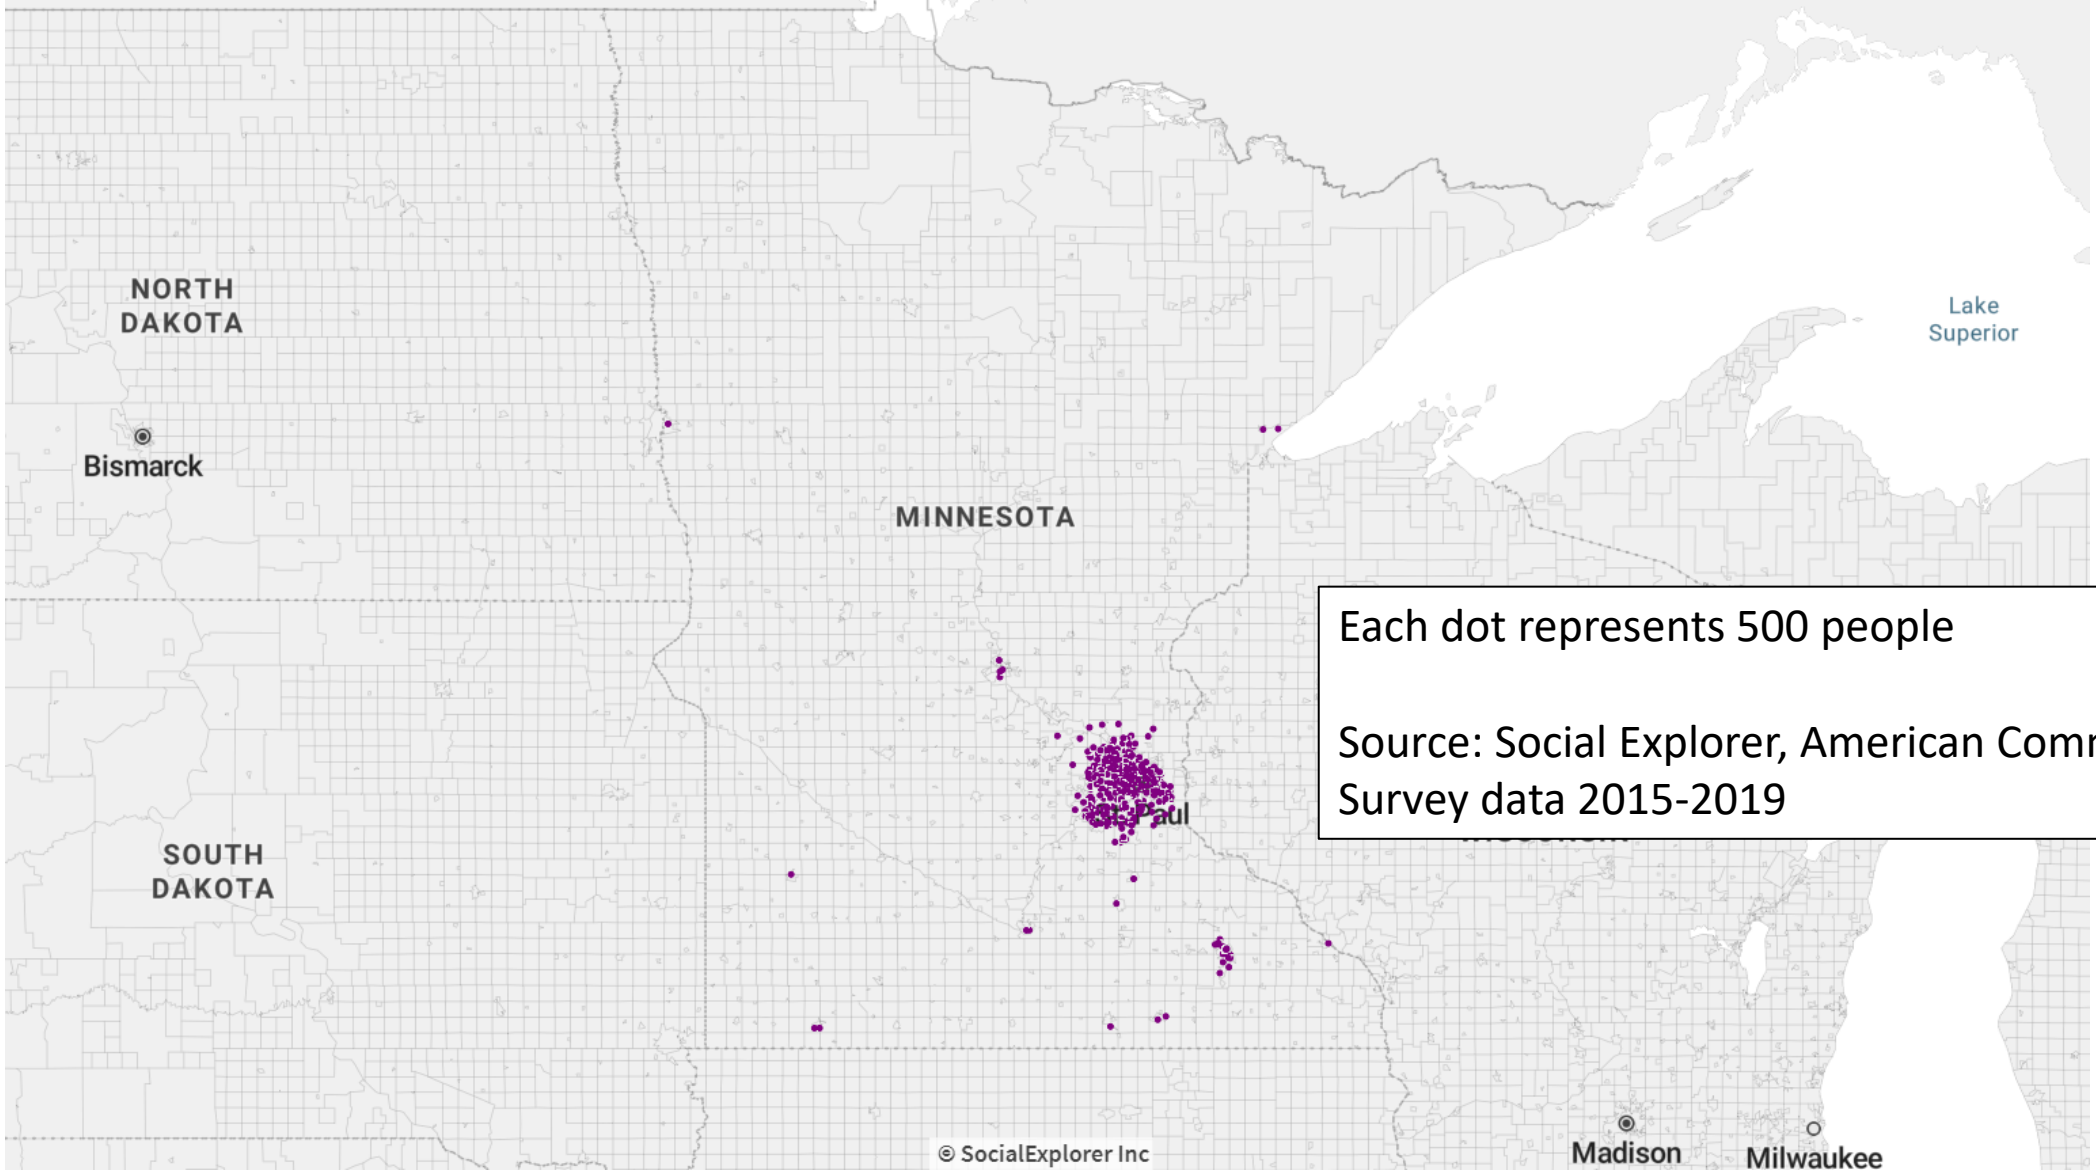 NORTH
DAKOTA
Lake
Superior
Bismarck
MINNESOTA
Each dot represents 500 people
Source: Social Explorer, American
Survey data 2015-2019
St. Paul
SOUTH
DAKOTA
© SocialExplorer Inc
Madison
Milwaukee